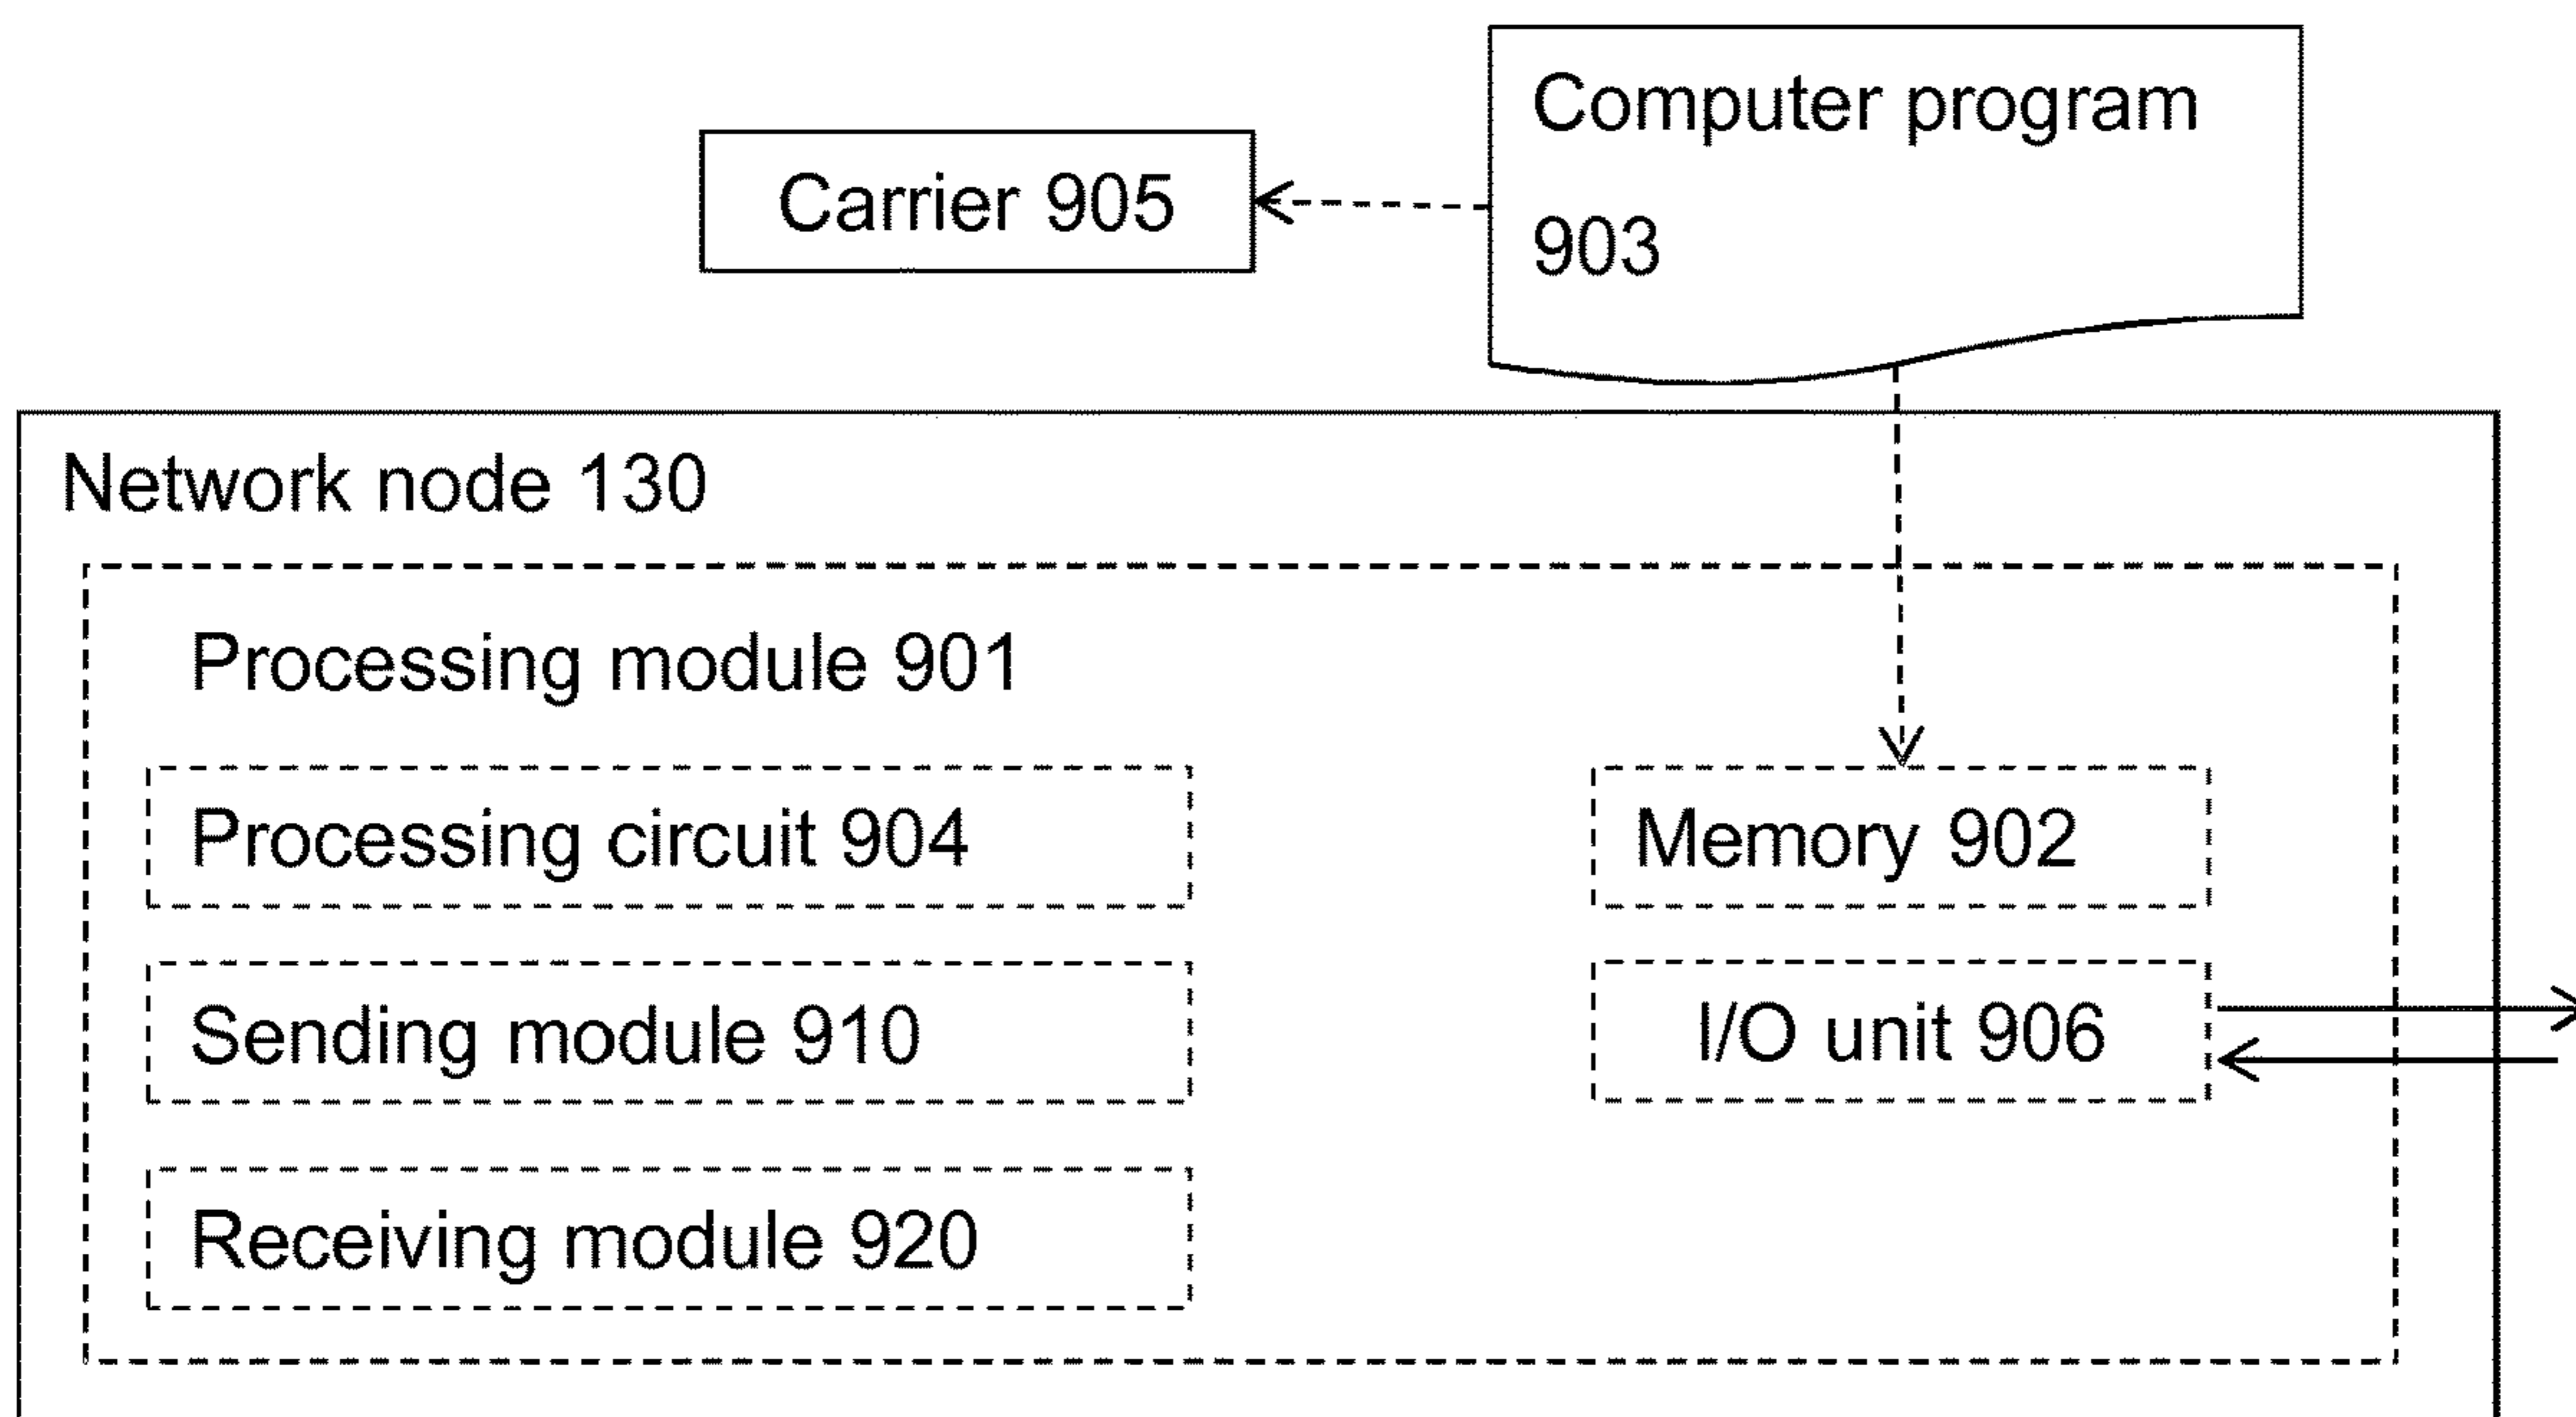 Computer program
903
Carrier 905
Network node 130
Processing module 901
Processing circuit 904
Memory 902
Sending module 910
I/O unit 906
Receiving module 920